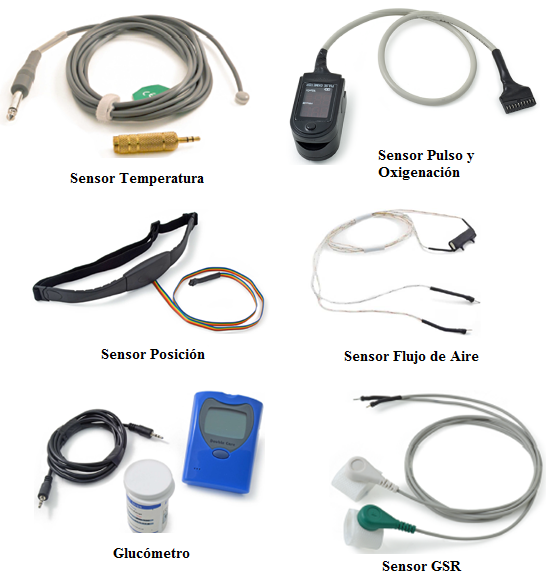 Sensor Temperatura
Sensor Pulso y
Oxigenación
Sensor Posición
Sensor Flujo de Aire
Glucómetro
Sensor GSR